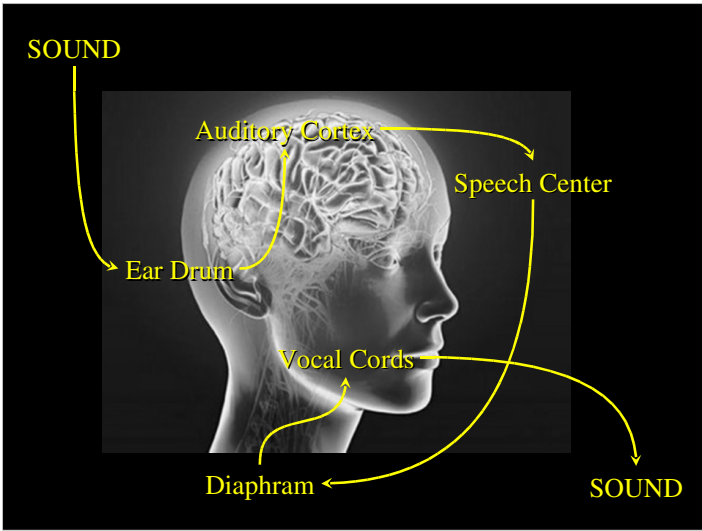 SOUND
Auditory Cortex
Speech Center
Ear Drum
Vocal Cords
Diaphram
SOUND